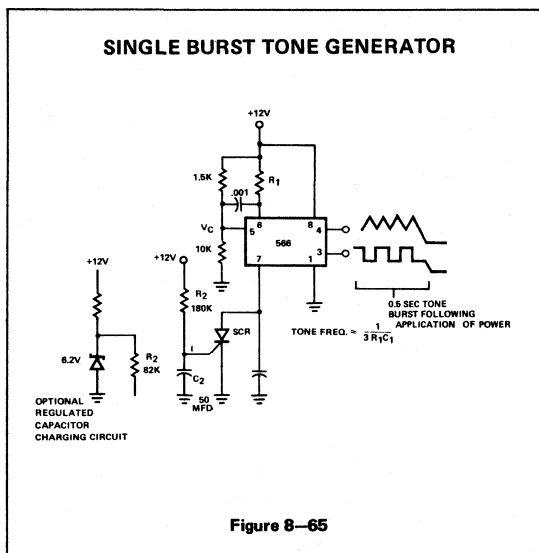 SINGLE BURST TONE GENERATOR
+12V
1.5K
R1
.001
VC
6
8
5
4
566
3
10K
7
1
+12V
+12V
R2
180K
SCR
I
C2
50
MFD
6.2V
R2
82K
OPTIONAL
REGULATED
CAPACITOR
CHARGING CIRCUIT
0.5 SEC TONE
BURST FOLLOWING
APPLICATION OF POWER
TONE FREQ. ≈ 1
3 R1C1
Figure 8–65